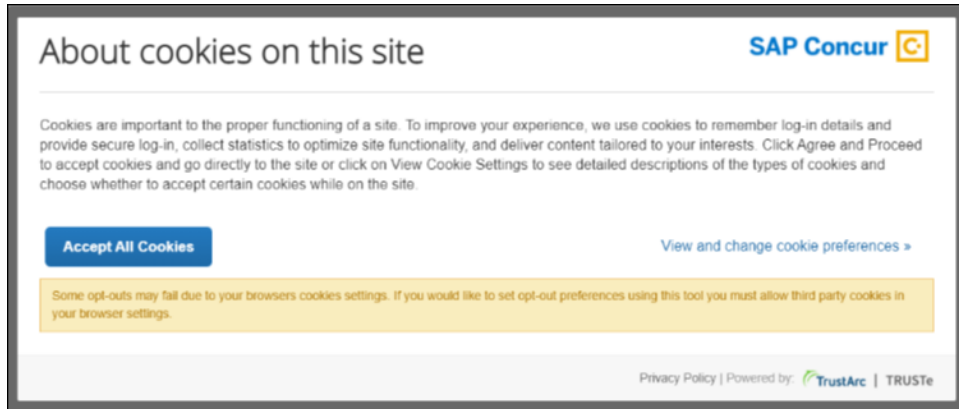 About cookies on this site
SAP Concur
Cookies are important to the proper functioning of a site. To improve your experience, we use cookies to remember log-in details and
provide secure log-in, collect statistics to optimize site functionality, and deliver content tailored to your interests. Click Agree and Proceed
to accept cookies and go directly to the site or click on View Cookie Settings to see detailed descriptions of the types of cookies and
choose whether to accept certain cookies while on the site.
Accept All Cookies
View and change cookie preferences »
Some opt-outs may fail due to your browsers cookies settings. If you would like to set opt-out preferences using this tool you must allow third party cookies in
your browser settings.
Privacy Policy | Powered by: TrustArc | TRUSTe